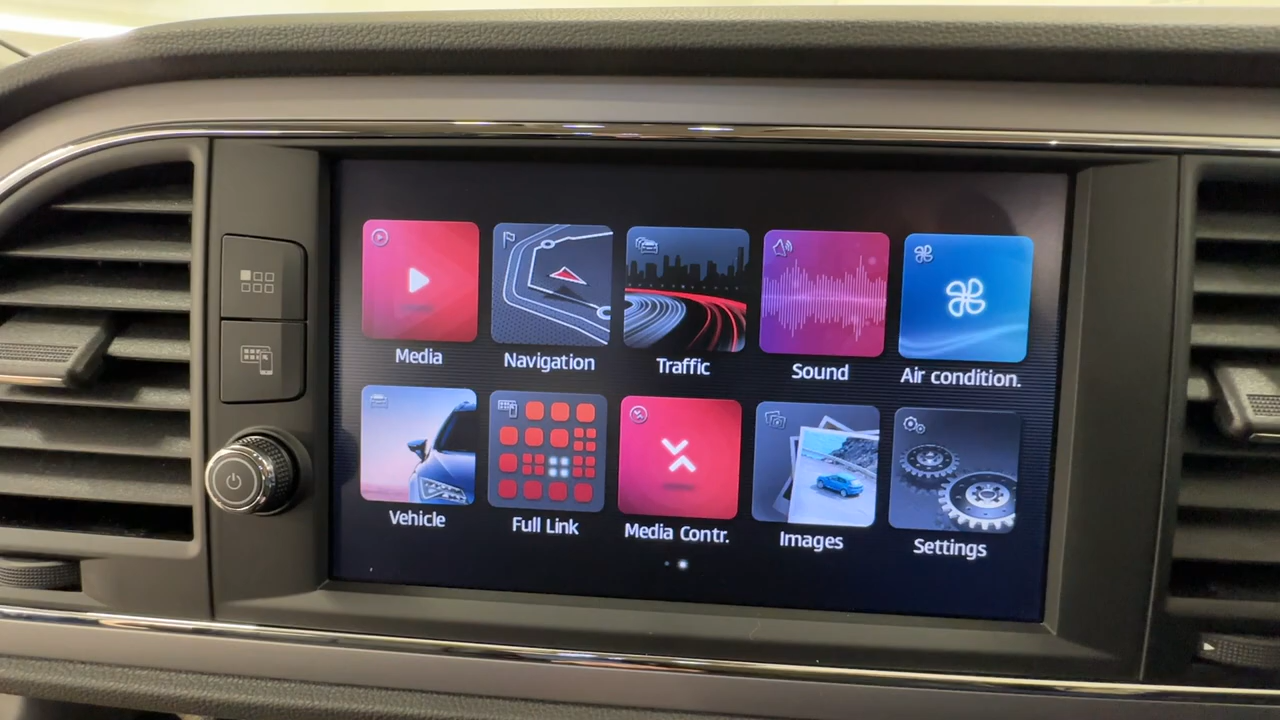 Media
Navigation
Traffic
Sound
Air condition.
Vehicle
Full Link
Media Contr.
Images
Settings